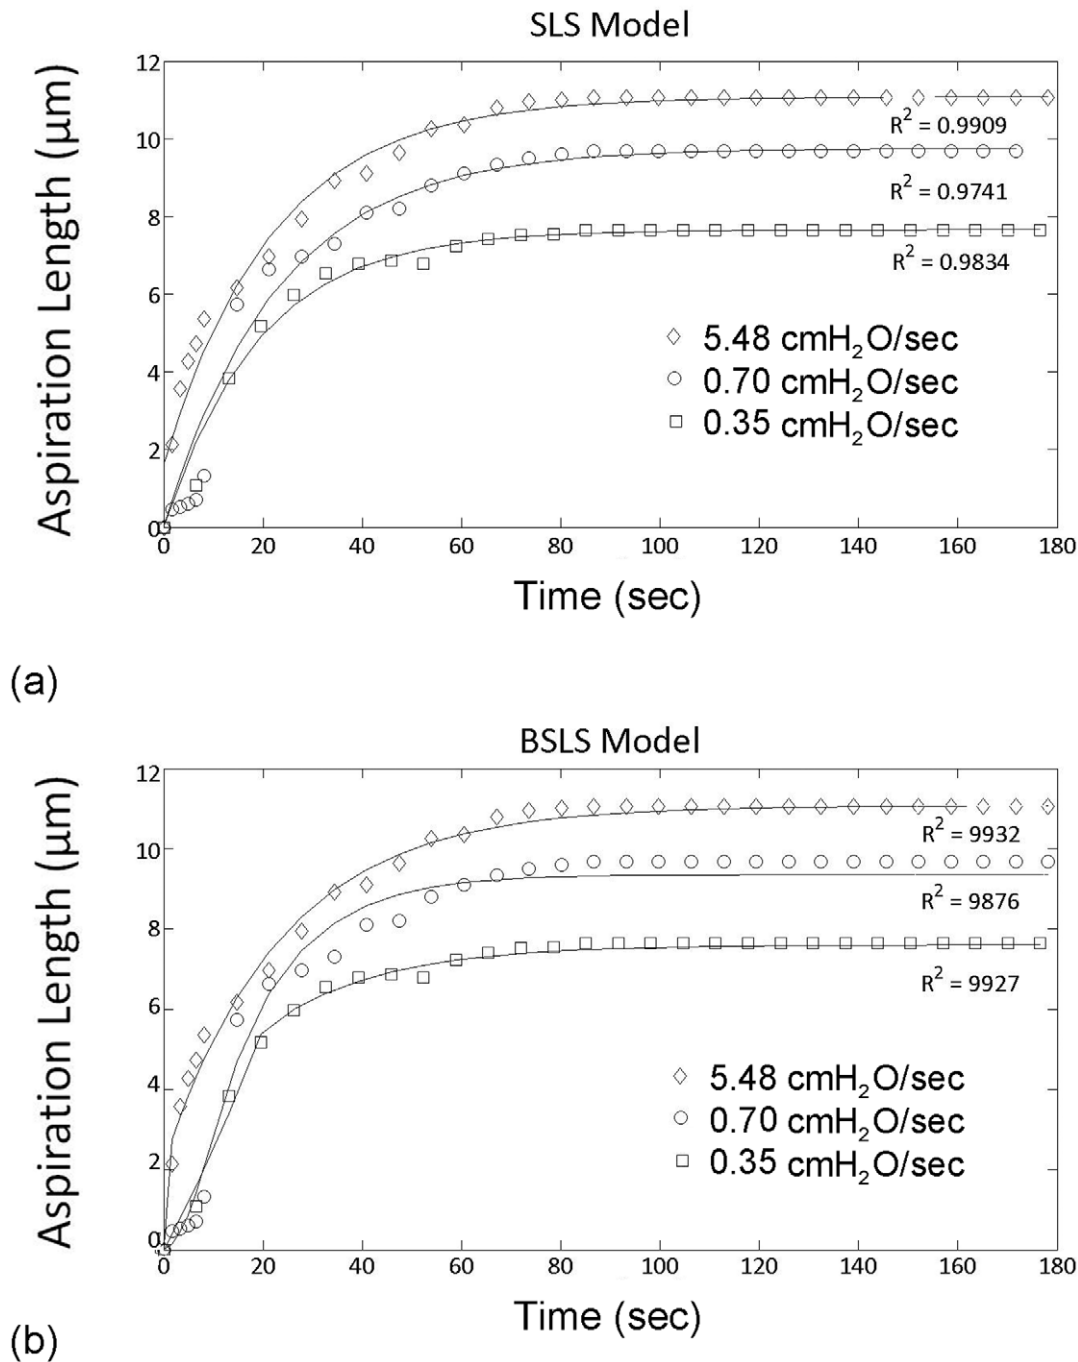 SLS Model
12
10
8
6
4
2
0
Aspiration Length (µm)
R² = 0.9909
R² = 0.9741
R² = 0.9834
5.48 cmH₂O/sec
0.70 cmH₂O/sec
0.35 cmH₂O/sec
0 20 40 60 80 100 120 140 160 180
Time (sec)
(a)
BSLS Model
12
10
8
6
4
2
0
Aspiration Length (µm)
R² = 9932
R² = 9876
R² = 9927
5.48 cmH₂O/sec
0.70 cmH₂O/sec
0.35 cmH₂O/sec
0 20 40 60 80 100 120 140 160 180
Time (sec)
(b)